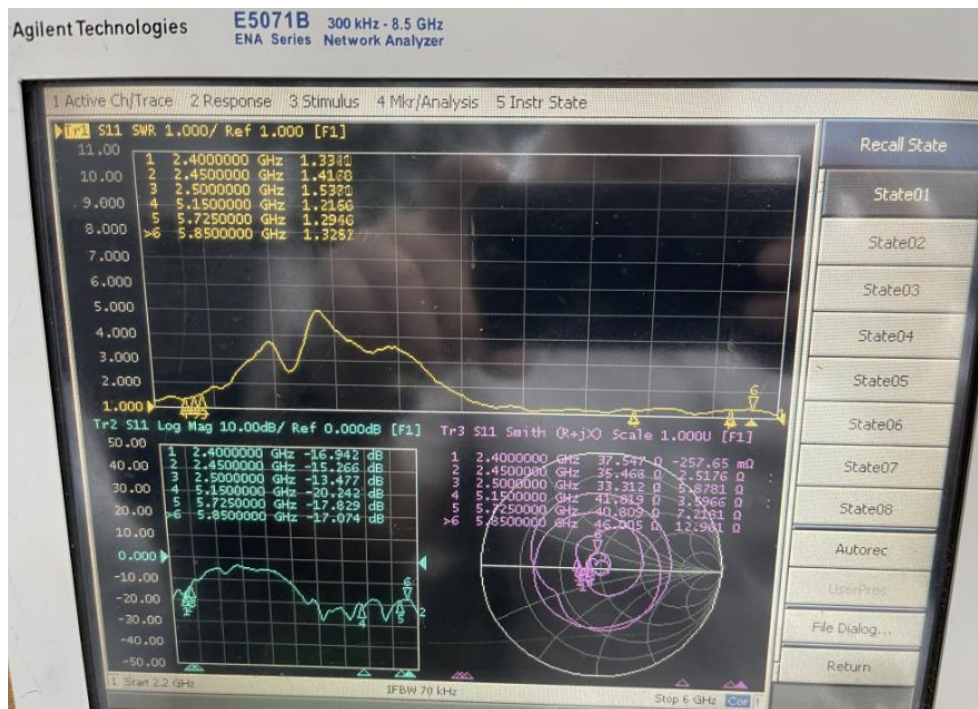 Agilent Technologies E5071B 300 kHz - 8.5 GHz
ENA Series Network Analyzer
1 Active Ch/Trace 2 Response 3 Stimulus 4 Mkr/Analysis 5 Instr State
Tr1 S11 SWR 1.000/ Ref 1.000 [F1]
11.00
10.00
9.000
8.000
7.000
6.000
5.000
4.000
3.000
2.000
1.000
1 2.4000000 GHz
2 2.4500000 GHz
3 2.5000000 GHz
4 5.1500000 GHz 1.2166
5 5.7250000 GHz 1.2946
>6 5.8500000 GHz 1.3287
6
Tr2 S11 Log Mag 10.00dB/ Ref 0.000dB [F1]
50.00
40.00
30.00
20.00
10.00
0.000
-10.00
-20.00
-30.00
-40.00
-50.00
1 2.4000000 GHz -16.942 dB
2 2.4500000 GHz -15.266 dB
3 2.5000000 GHz -13.477 dB
4 5.1500000 GHz -20.242 dB
5 5.7250000 GHz -17.829 dB
>6 5.8500000 GHz -17.074 dB
Tr3 S11 Smith (R+jX) Scale 1.000U [F1]
1 2.4000000 GHz 37.547 Ω -257.65 mΩ
2 2.4500000 GHz 35.468 Ω 2.5176 Ω
3 2.5000000 GHz 33.312 Ω 5.8781 Ω
4 5.1500000 GHz 41.819 Ω 3.5966 Ω
5 5.7250000 GHz 40.809 Ω 7.2181 Ω
>6 5.8500000 GHz 46.005 Ω 12.961 Ω
1 Start 2.2 GHz IFBW 70 kHz Stop 6 GHz Cor !
Recall State
State01
State02
State03
State04
State05
State06
State07
State08
Autorec
UserPres
File Dialog...
Return